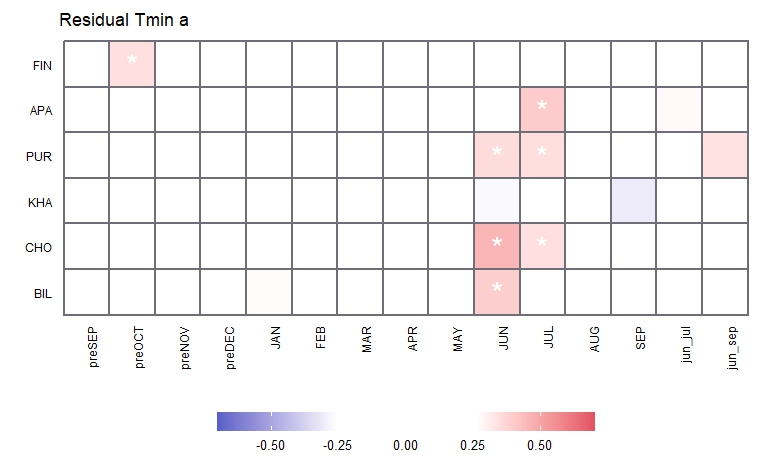 Residual Tmin a
FIN
*
APA
*
PUR
* *
KHA
CHO
* *
BIL
*
preSEP preOCT preNOV preDEC JAN FEB MAR APR MAY JUN JUL AUG SEP jun_jul jun_sep
-0.50 -0.25 0.00 0.25 0.50